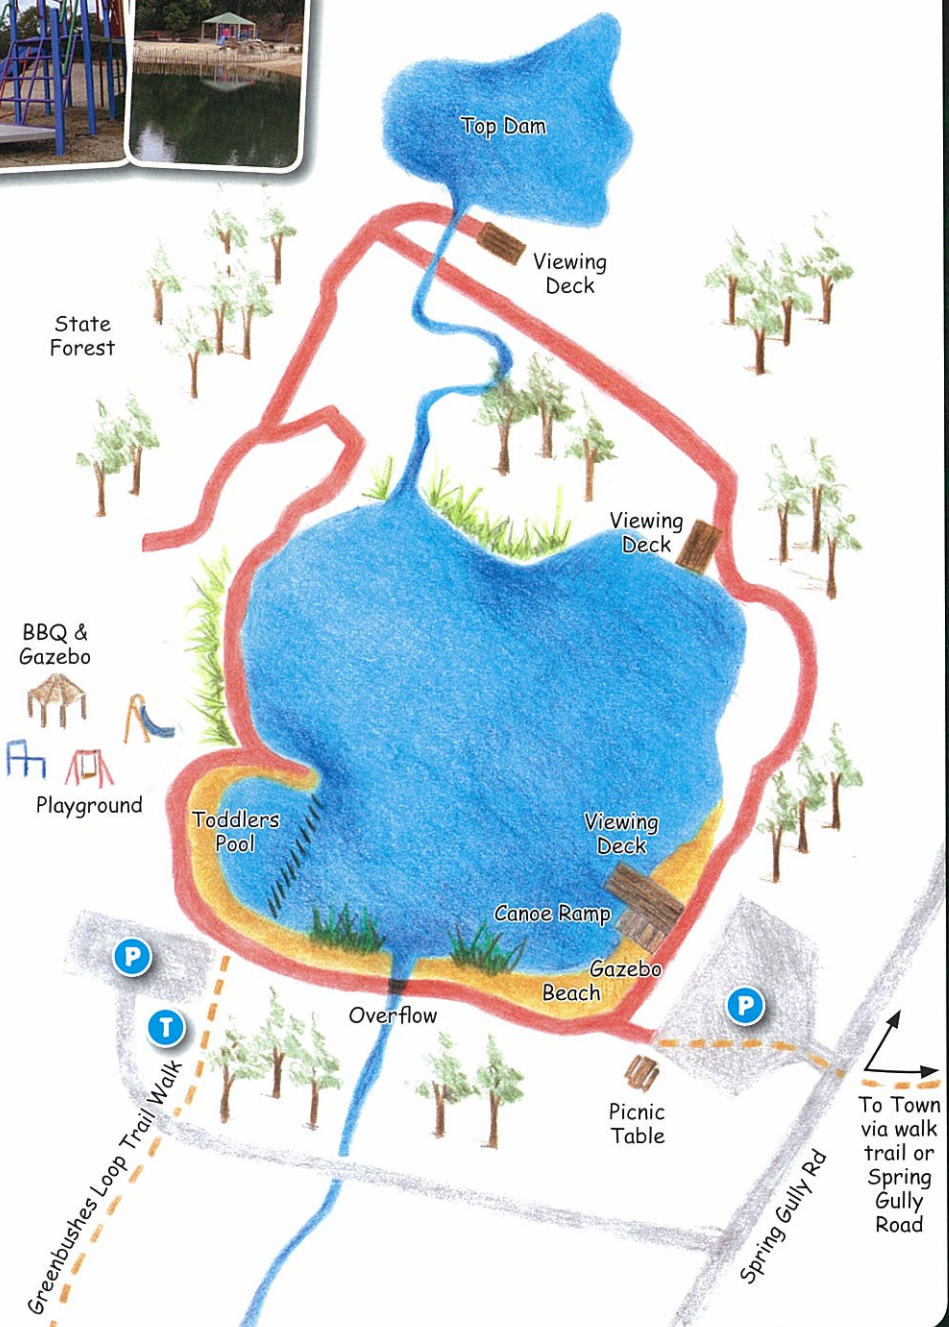 Top Dam
Viewing
Deck
State
Forest
Viewing
Deck
BBQ &
Gazebo
Playground
Toddlers
Pool
Viewing
Deck
Canoe Ramp
Gazebo
Beach
Overflow
P
T
P
Picnic
Table
Greenbushes Loop Trail Walk
Spring Gully Rd
To Town
via walk
trail or
Spring
Gully
Road